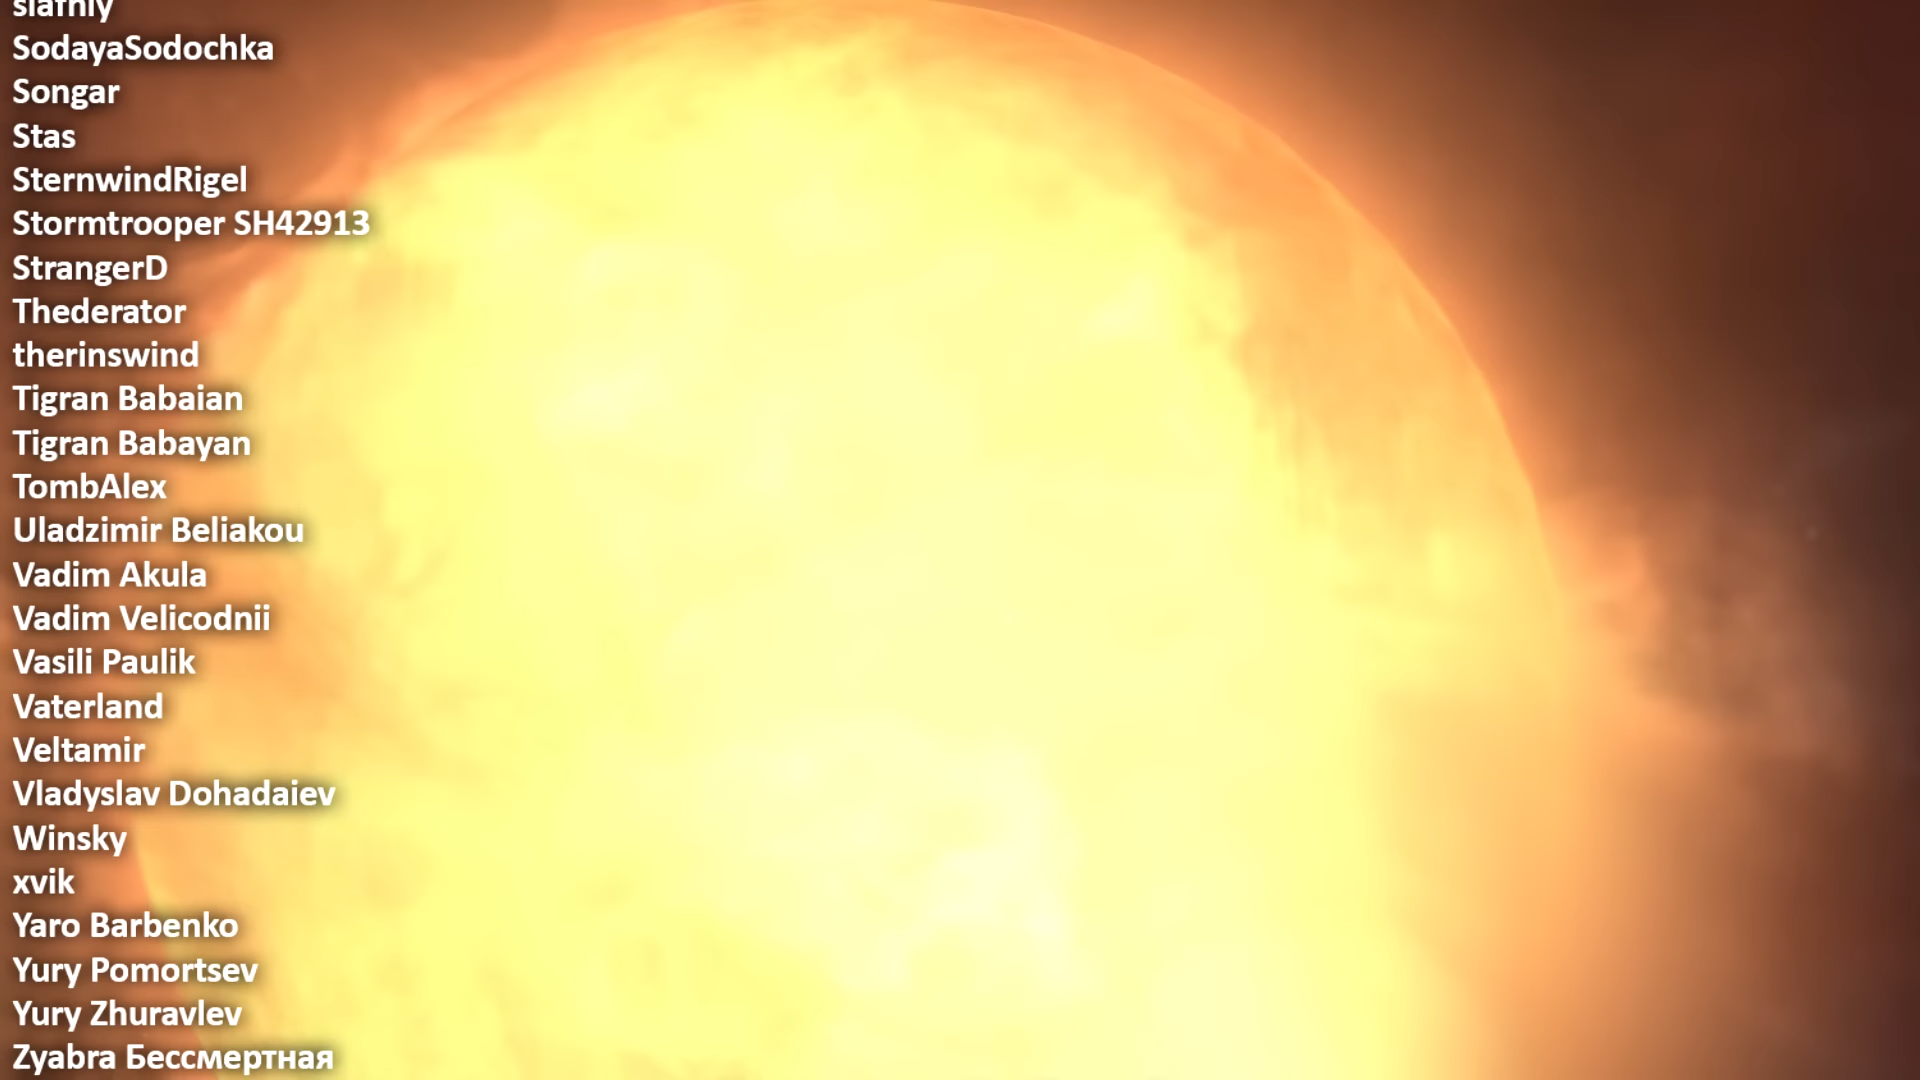 SodayaSodochka
Songar
Stas
SternwindRigel
Stormtrooper SH42913
StrangerD
Thederator
therinswind
Tigran Babaian
Tigran Babayan
TombAlex
Uladzimir Beliakou
Vadim Akula
Vadim Velicodnii
Vasili Paulik
Vaterland
Veltamir
Vladyslav Dohadaiev
Winsky
xvik
Yaro Barbenko
Yury Pomortsev
Yury Zhuravlev
Zyabra Бессмертная